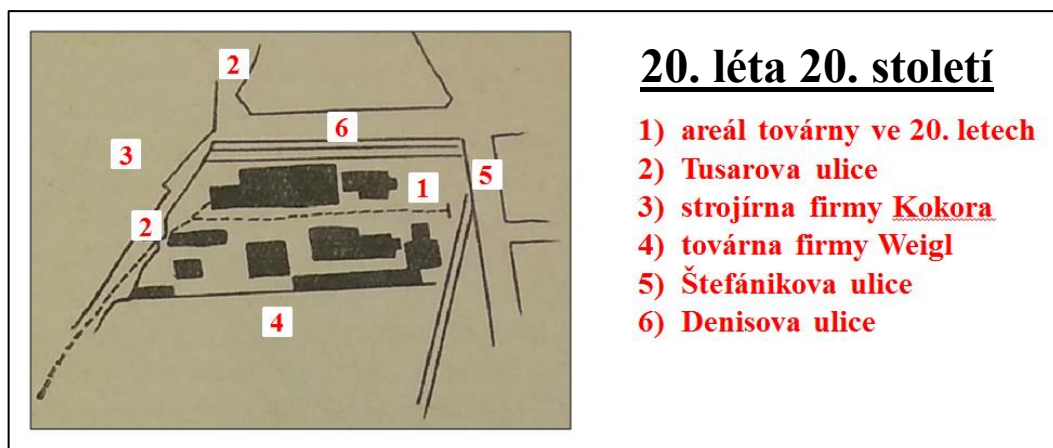 20. léta 20. století
1) areál továrny ve 20. letech
2) Tusarova ulice
3) strojírna firmy Kokora
4) továrna firmy Weigl
5) Štefánikova ulice
6) Denisova ulice
2
6
3
1
5
2
4